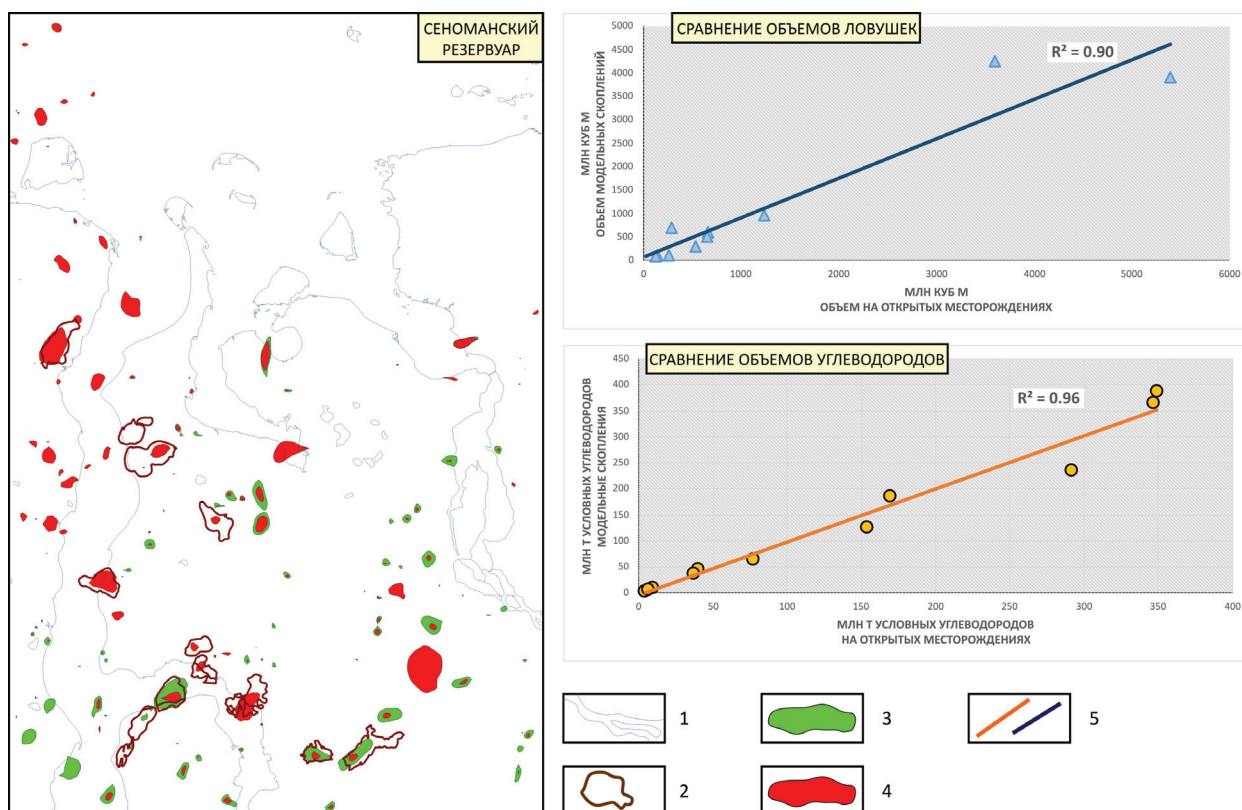 СЕНОМАНСКИЙ
РЕЗЕРВУАР
СРАВНЕНИЕ ОБЪЕМОВ ЛОВУШЕК
R² = 0.90
5000
4500
4000
3500
3000
2500
2000
1500
1000
500
0
МЛН КУБ М
ОБЪЕМ МОДЕЛЬНЫХ СКОПЛЕНИЙ
0 1000 2000 3000 4000 5000 6000
МЛН КУБ М
ОБЪЕМ НА ОТКРЫТЫХ МЕСТОРОЖДЕНИЯХ
СРАВНЕНИЕ ОБЪЕМОВ УГЛЕВОДОРОДОВ
R² = 0.96
450
400
350
300
250
200
150
100
50
0
МЛН Т УСЛОВНЫХ УГЛЕВОДОРОДОВ
МОДЕЛЬНЫЕ СКОПЛЕНИЯ
0 50 100 150 200 250 300 350 400
МЛН Т УСЛОВНЫХ УГЛЕВОДОРОДОВ
НА ОТКРЫТЫХ МЕСТОРОЖДЕНИЯХ
1
3
5
2
4